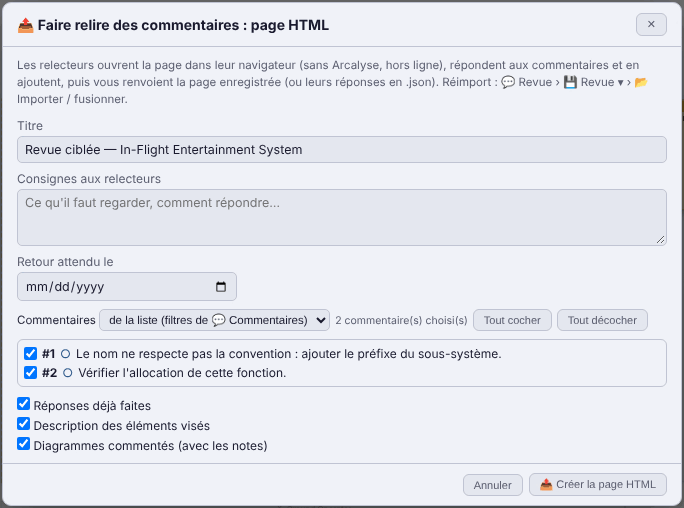 📤 Faire relire des commentaires : page HTML
×
Les relecteurs ouvrent la page dans leur navigateur (sans Arcalyse, hors ligne), répondent aux commentaires et en
ajoutent, puis vous renvoient la page enregistrée (ou leurs réponses en .json). Réimport : 💬 Revue › 💾 Revue ▾ › 📂
Importer / fusionner.
Titre
Revue ciblée — In-Flight Entertainment System
Consignes aux relecteurs
Ce qu'il faut regarder, comment répondre...
Retour attendu le
mm/dd/yyyy
Commentaires de la liste (filtres de 💬 Commentaires) 2 commentaire(s) choisi(s) Tout cocher Tout décocher
#1 ○ Le nom ne respecte pas la convention : ajouter le préfixe du sous-système.
#2 ○ Vérifier l'allocation de cette fonction.
Réponses déjà faites
Description des éléments visés
Diagrammes commentés (avec les notes)
Annuler 📤 Créer la page HTML